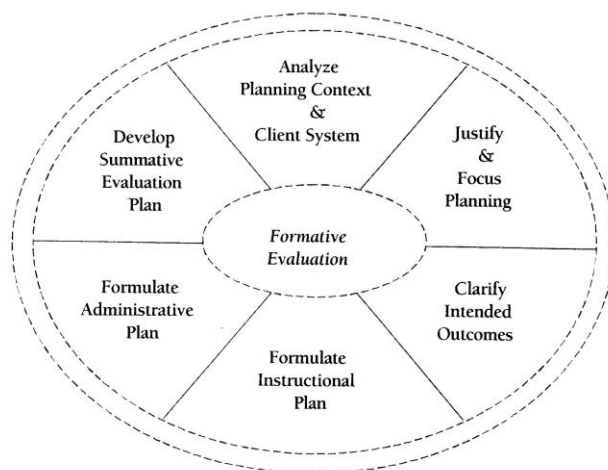 Analyze
Planning Context
&
Client System
Justify
&
Focus
Planning
Clarify
Intended
Outcomes
Formulate
Instructional
Plan
Formulate
Administrative
Plan
Develop
Summative
Evaluation
Plan
Formative
Evaluation